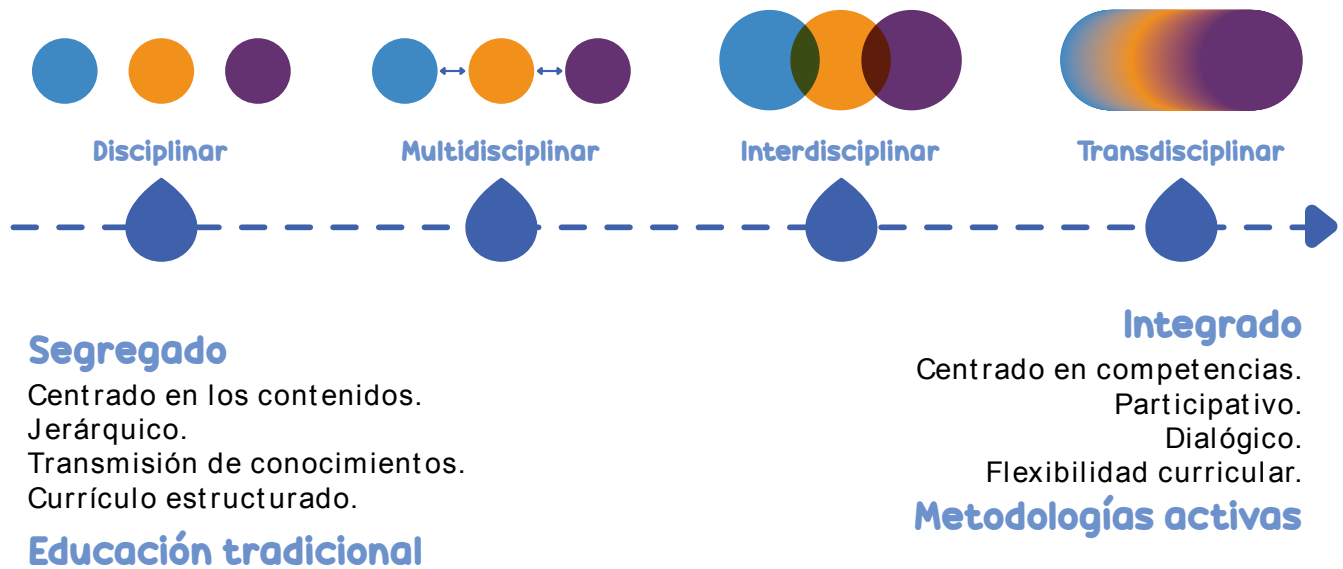 Disciplinar
Multidisciplinar
Interdisciplinar
Transdisciplinar
Segregado
Centrado en los contenidos.
Jerárquico.
Transmisión de conocimientos.
Currículo estructurado.
Educación tradicional
Integrado
Centrado en competencias.
Participativo.
Dialógico.
Flexibilidad curricular.
Metodologías activas